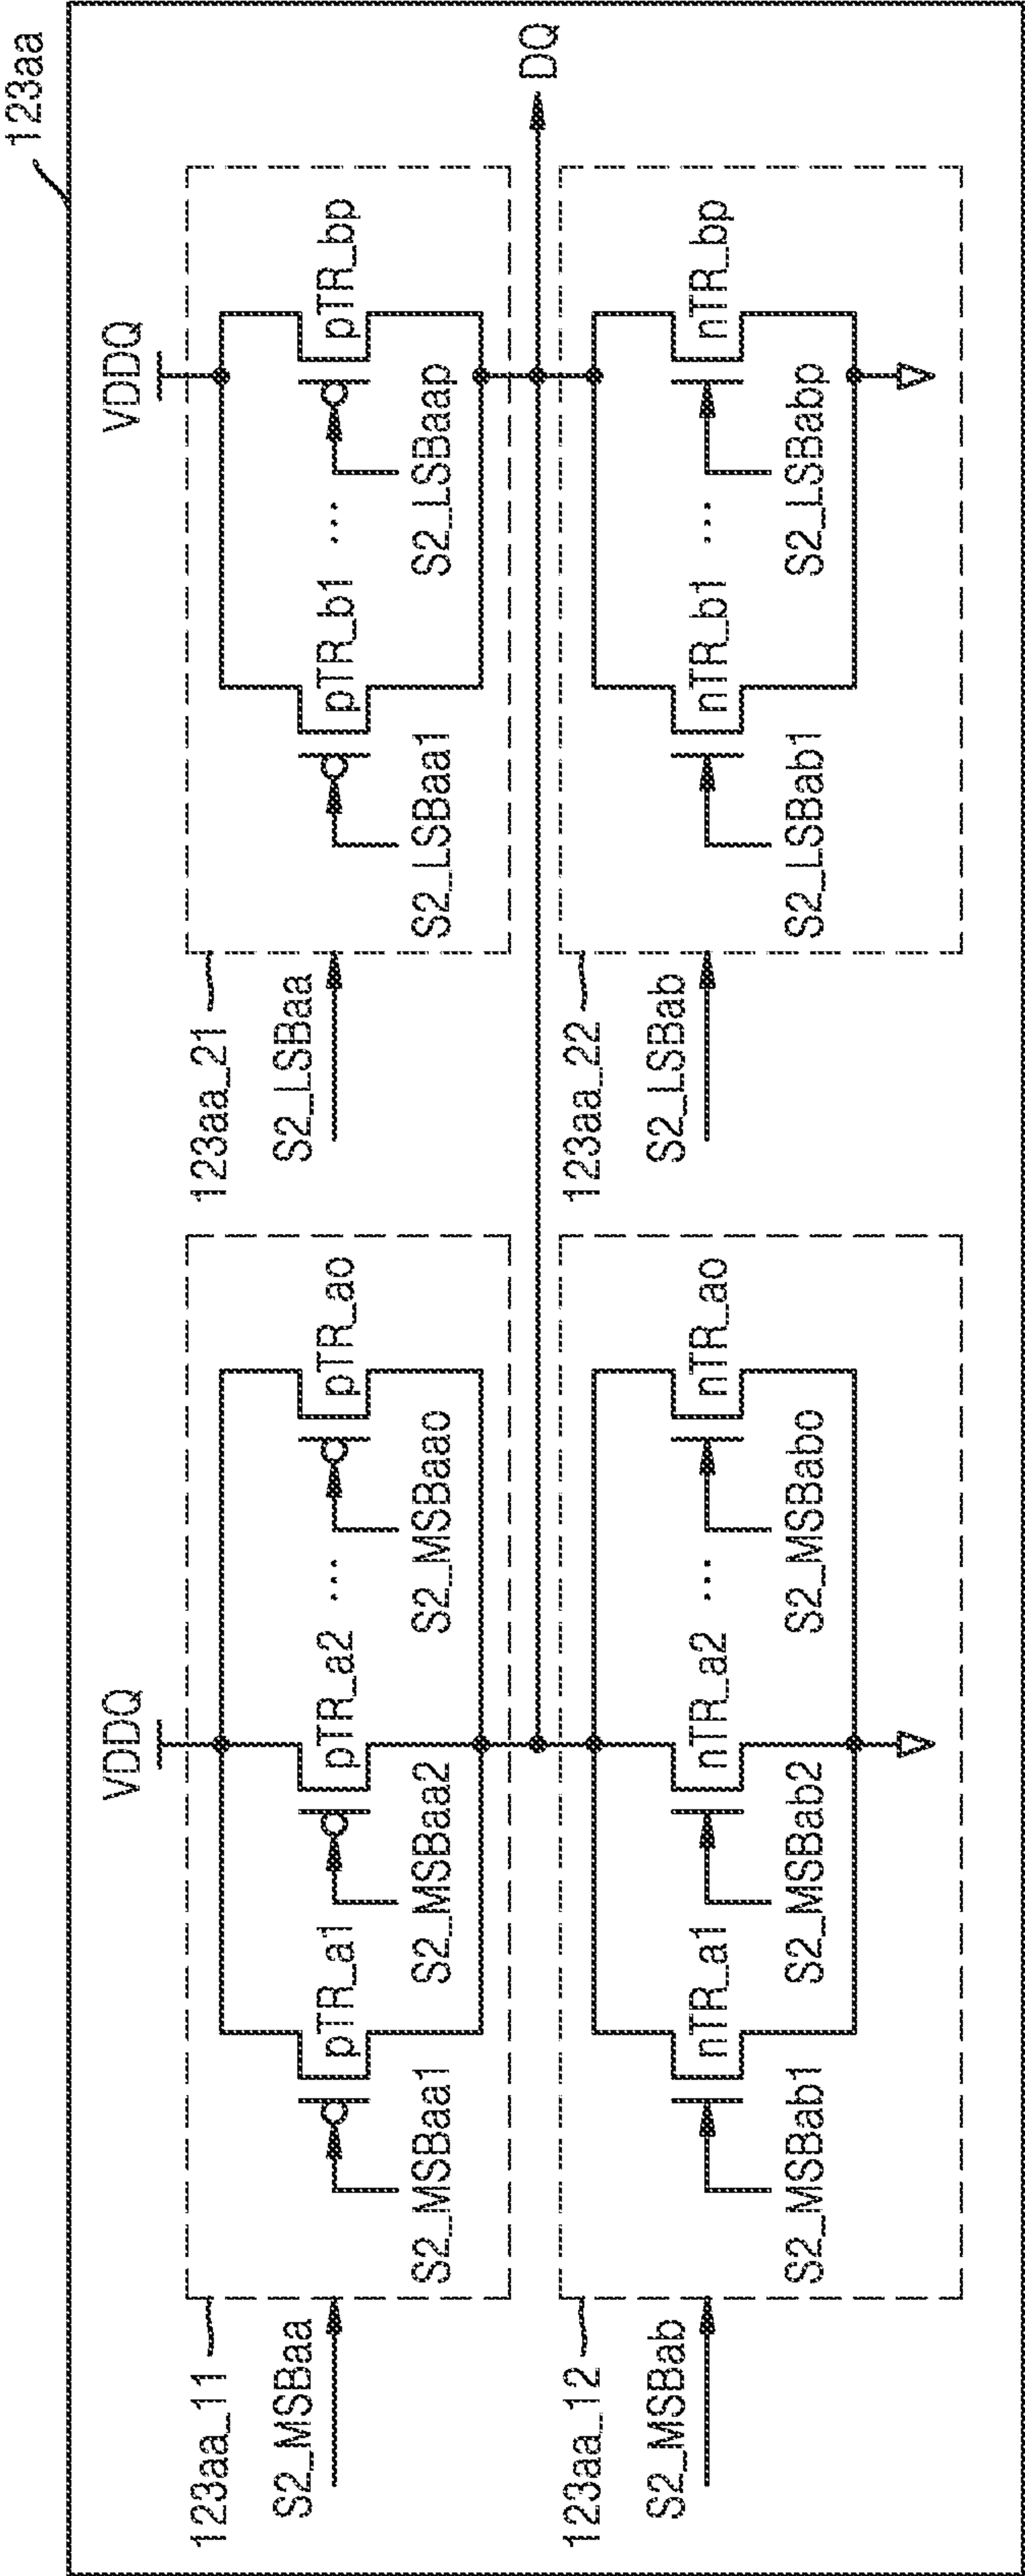 123aa
VDDQ
VDDQ
123aa_11
S2_MSBaa
pTR_a1
pTR_a2
...
pTR_ao
S2_MSBaa1
S2_MSBaa2
S2_MSBaao
123aa_21
S2_LSBaa
pTR_b1
...
pTR_bp
S2_LSBaa1
S2_LSBaap
DQ
123aa_12
S2_MSBab
nTR_a1
nTR_a2
...
nTR_ao
S2_MSBab1
S2_MSBab2
S2_MSBabo
123aa_22
S2_LSBab
nTR_b1
...
nTR_bp
S2_LSBab1
S2_LSBabp